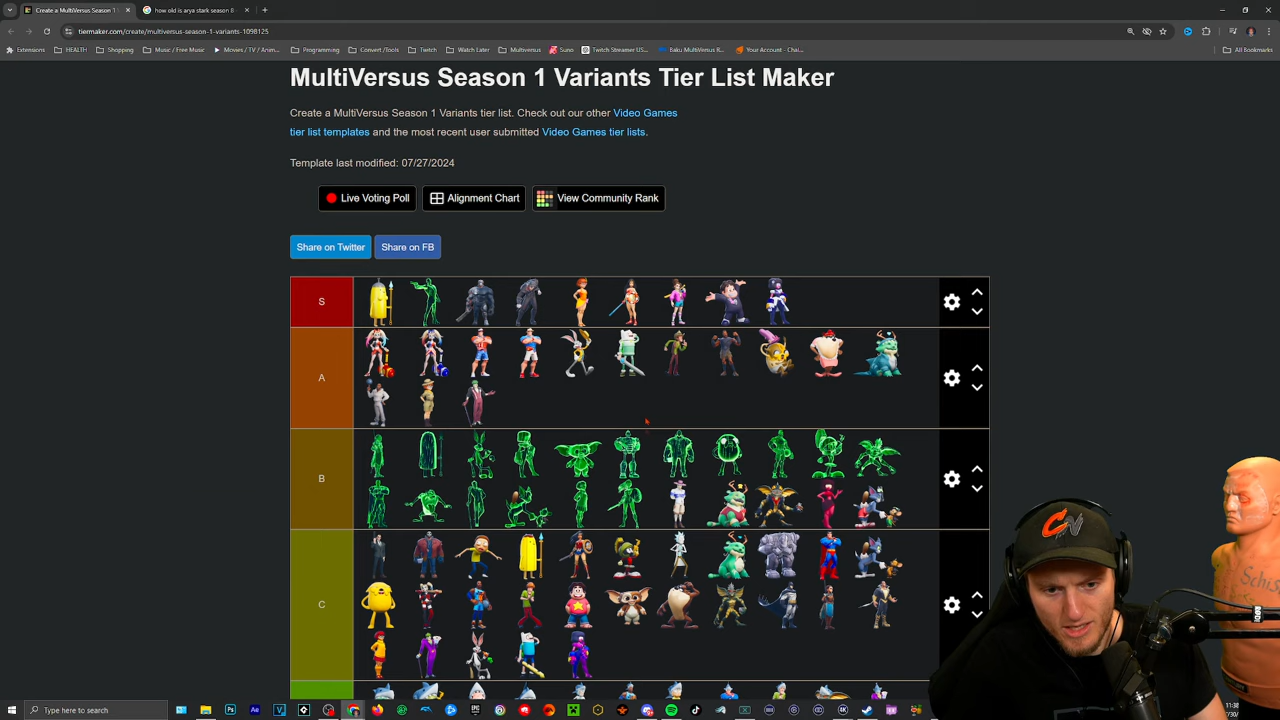 Create a MultiVersus Season 1
how old is arya stark season 8
tiermaker.com/create/multiversus-season-1-variants-1098125
Extensions
HEALTH
Shopping
Music / Free Music
Movies / TV / Anim...
Programming
Convert /Tools
Twitch
Watch Later
Multiversus
Suno
Twitch Streamer US...
Baku MultiVersus R...
Your Account - Chai...
All Bookmarks
MultiVersus Season 1 Variants Tier List Maker
Create a MultiVersus Season 1 Variants tier list. Check out our other Video Games
tier list templates and the most recent user submitted Video Games tier lists.
Template last modified: 07/27/2024
Live Voting Poll
Alignment Chart
View Community Rank
Share on Twitter
Share on FB
S
A
B
C
Type here to search